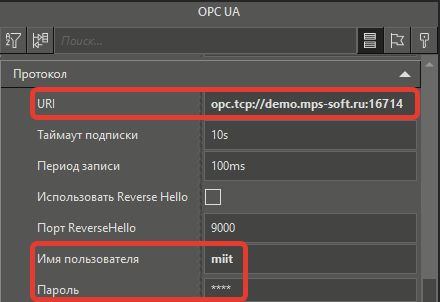 OPC UA
Поиск...
Протокол
URI opc.tcp://demo.mps-soft.ru:16714
Таймаут подписки 10s
Период записи 100ms
Использовать Reverse Hello
Порт ReverseHello 9000
Имя пользователя miit
Пароль ****